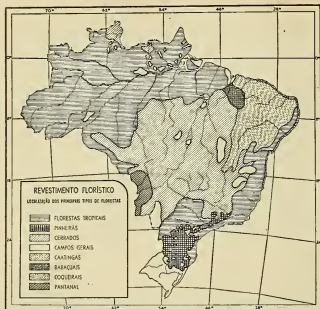 REVESTIMENTO FLORÍSTICO
LOCALIZAÇÃO DOS PRINCIPAIS TIPOS DE FLORESTAS
FLORESTAS TROPICAIS
PINHEIRAIS
CERRADOS
CAMPOS GERAIS
CAATINGAS
BABAÇUAIS
COQUEIRAIS
PANTANAL